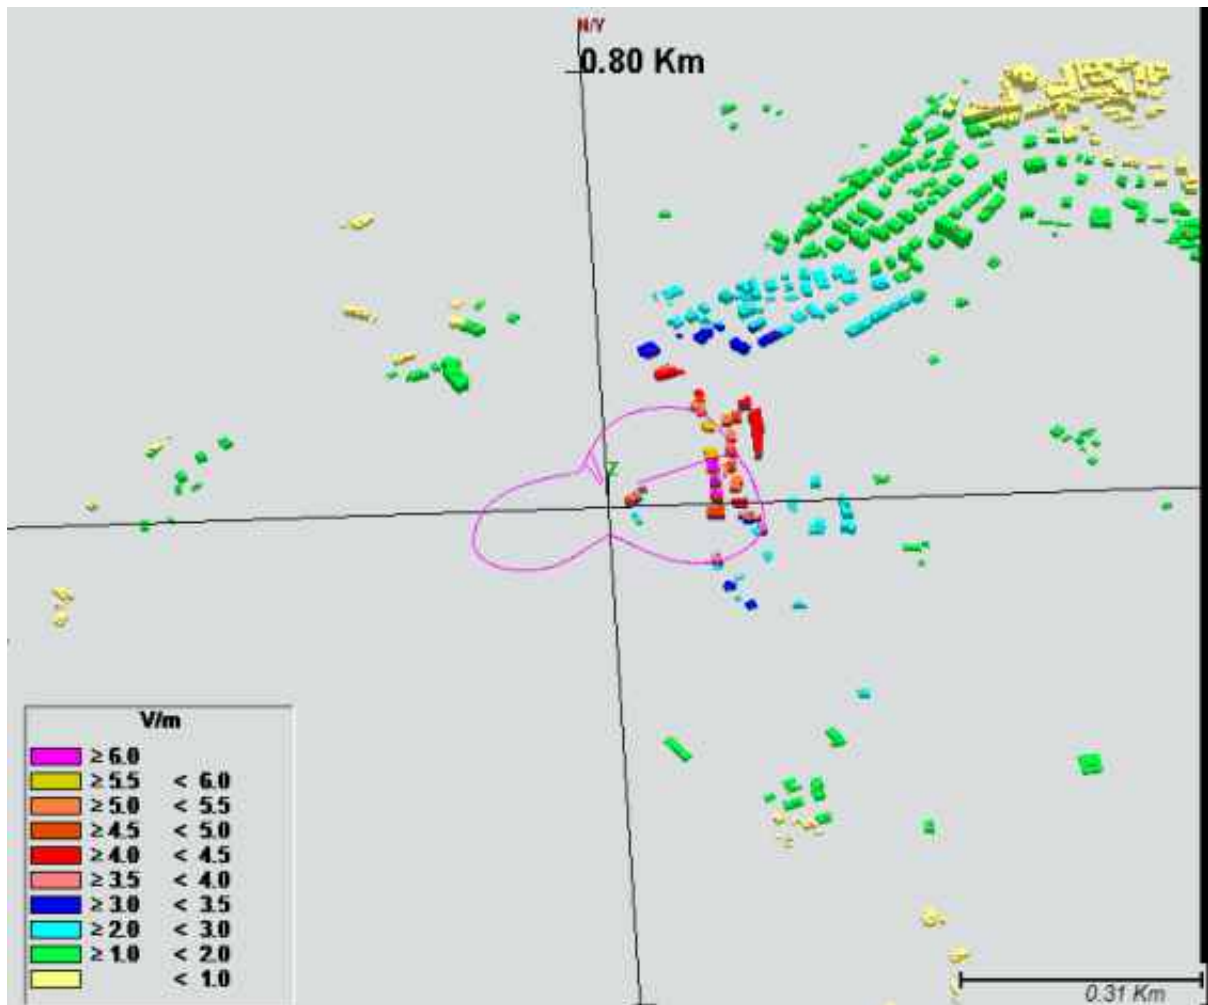 N/Y
0.80 Km
Z
V/m
≥ 6.0
≥ 5.5 < 6.0
≥ 5.0 < 5.5
≥ 4.5 < 5.0
≥ 4.0 < 4.5
≥ 3.5 < 4.0
≥ 3.0 < 3.5
≥ 2.0 < 3.0
≥ 1.0 < 2.0
< 1.0
0.31 Km